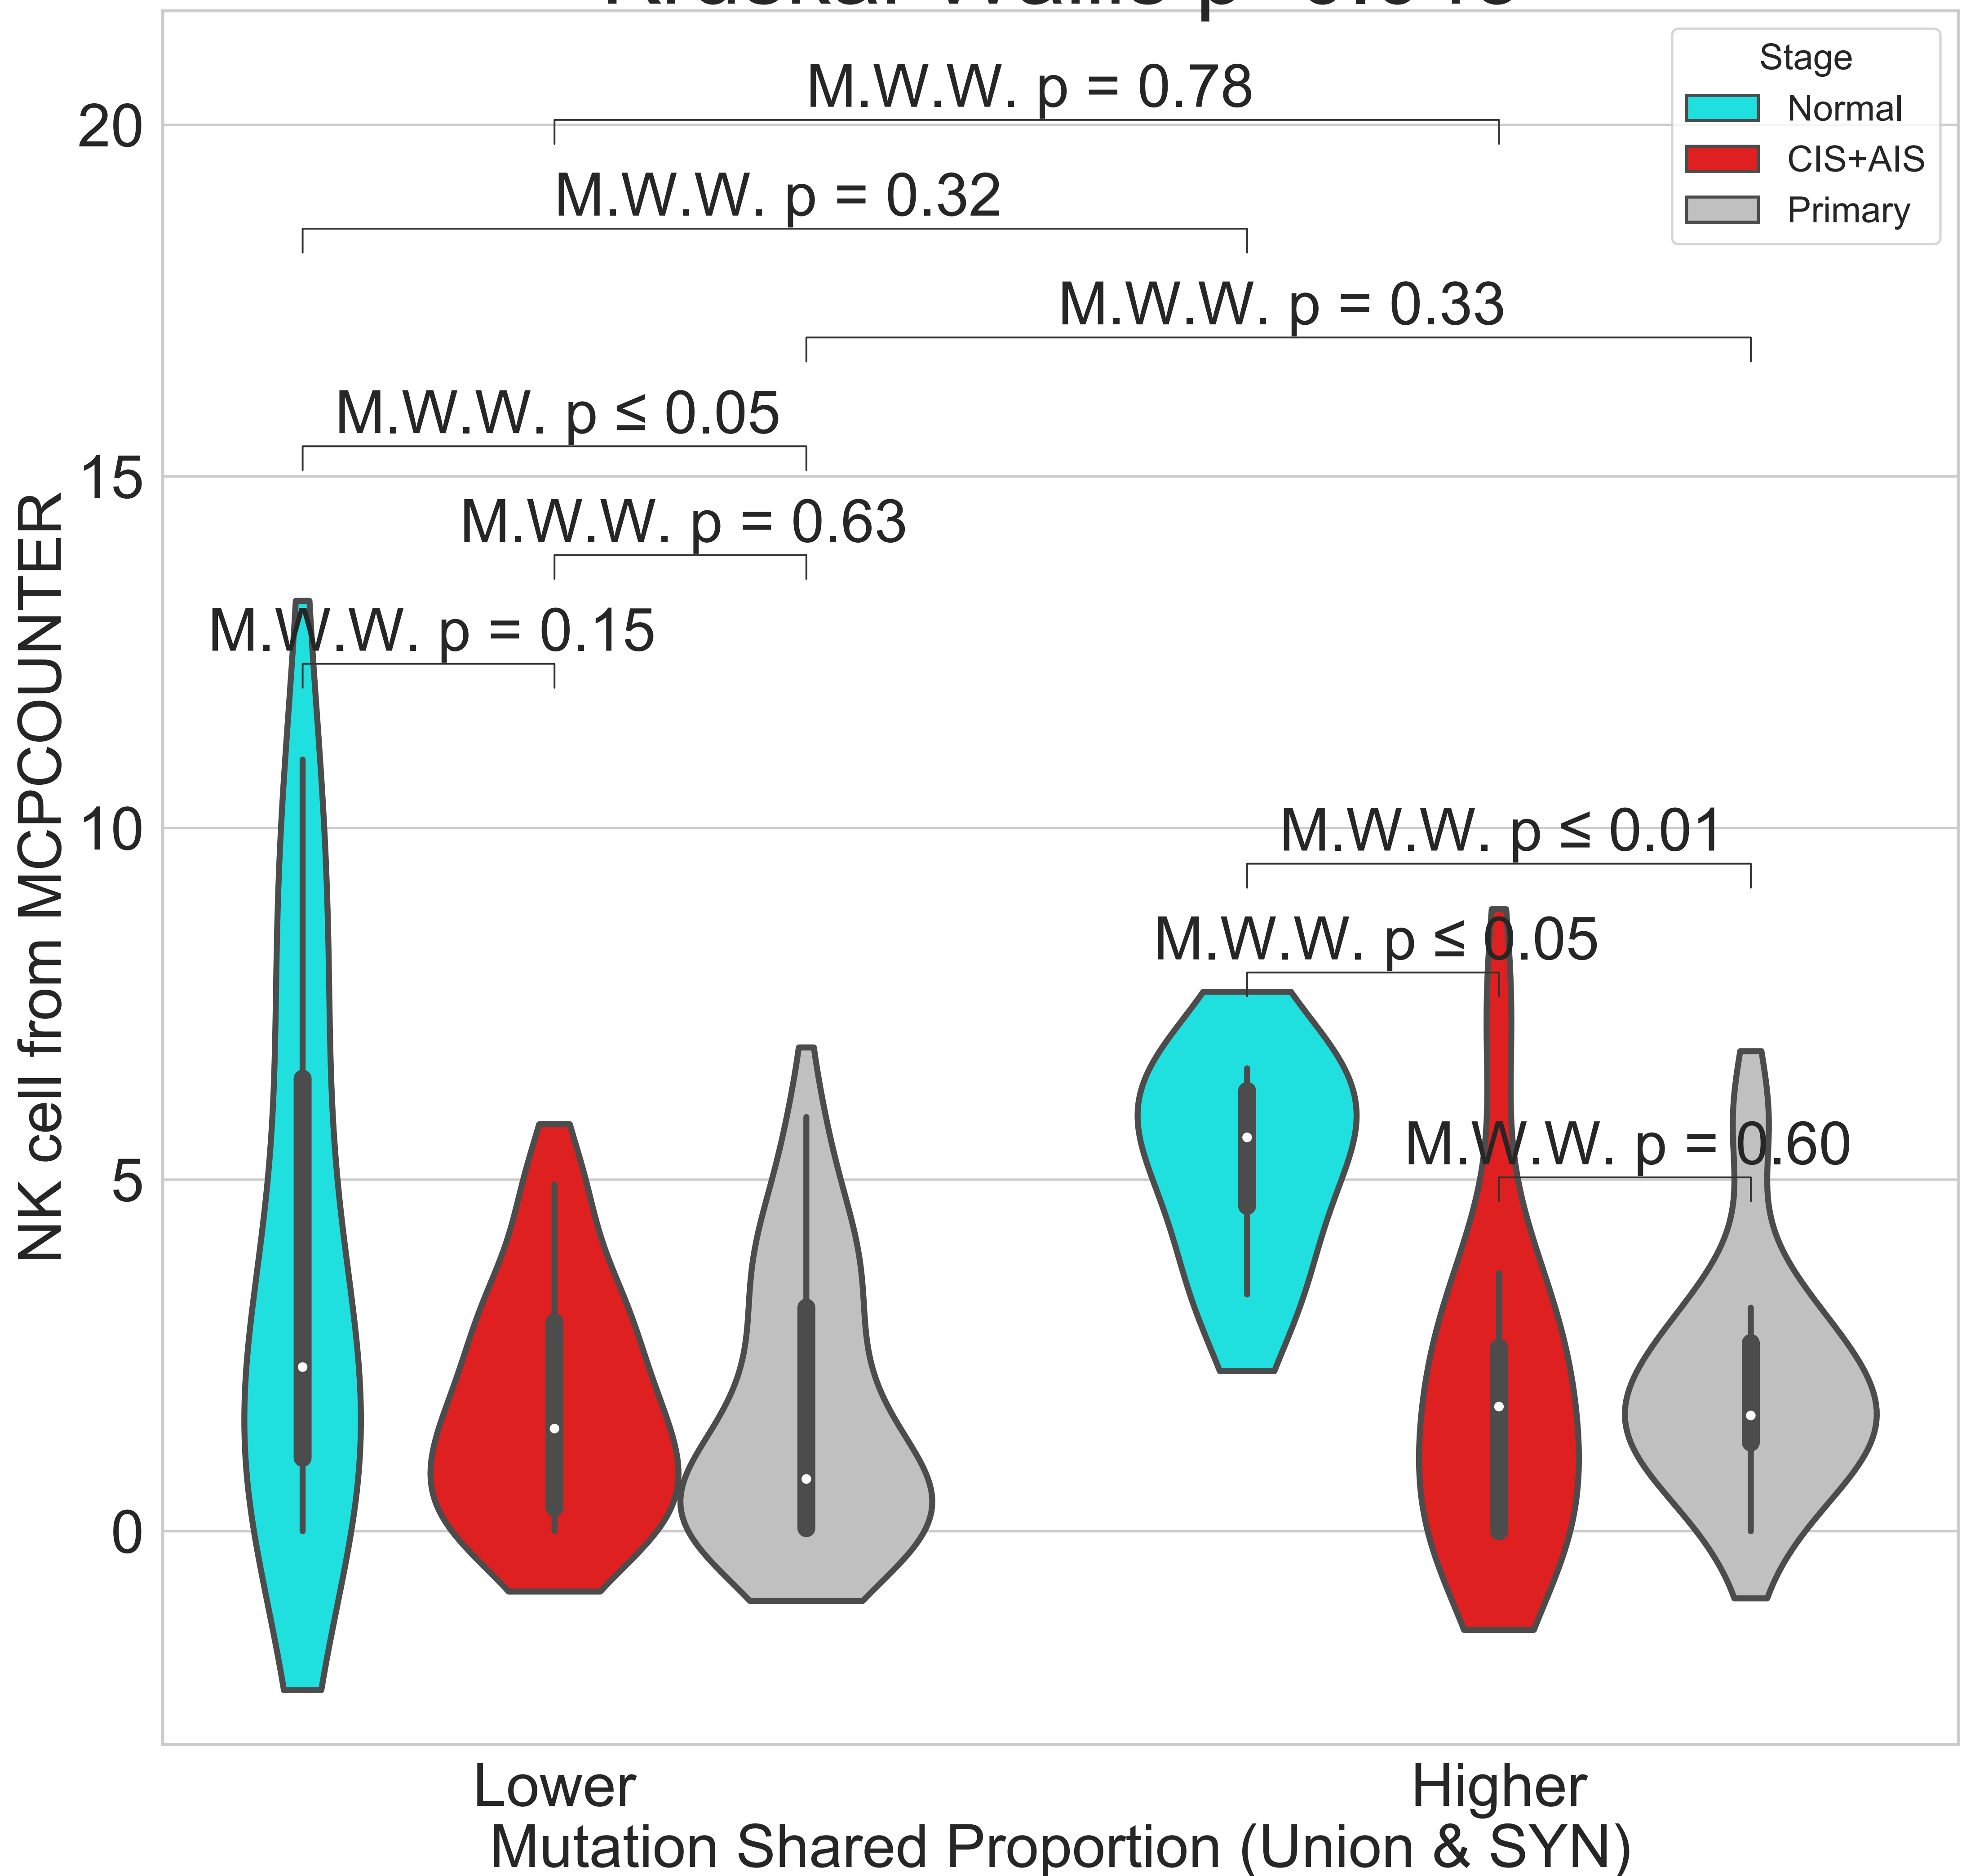 Stage
Normal
CIS+AIS
Primary
M.W.W. p = 0.78
M.W.W. p = 0.32
M.W.W. p = 0.33
M.W.W. p ≤ 0.05
M.W.W. p = 0.63
M.W.W. p = 0.15
M.W.W. p ≤ 0.01
M.W.W. p ≤ 0.05
M.W.W. p = 0.60
20
15
10
5
0
NK cell from MCPCOUNTER
Lower
Higher
Mutation Shared Proportion (Union & SYN)